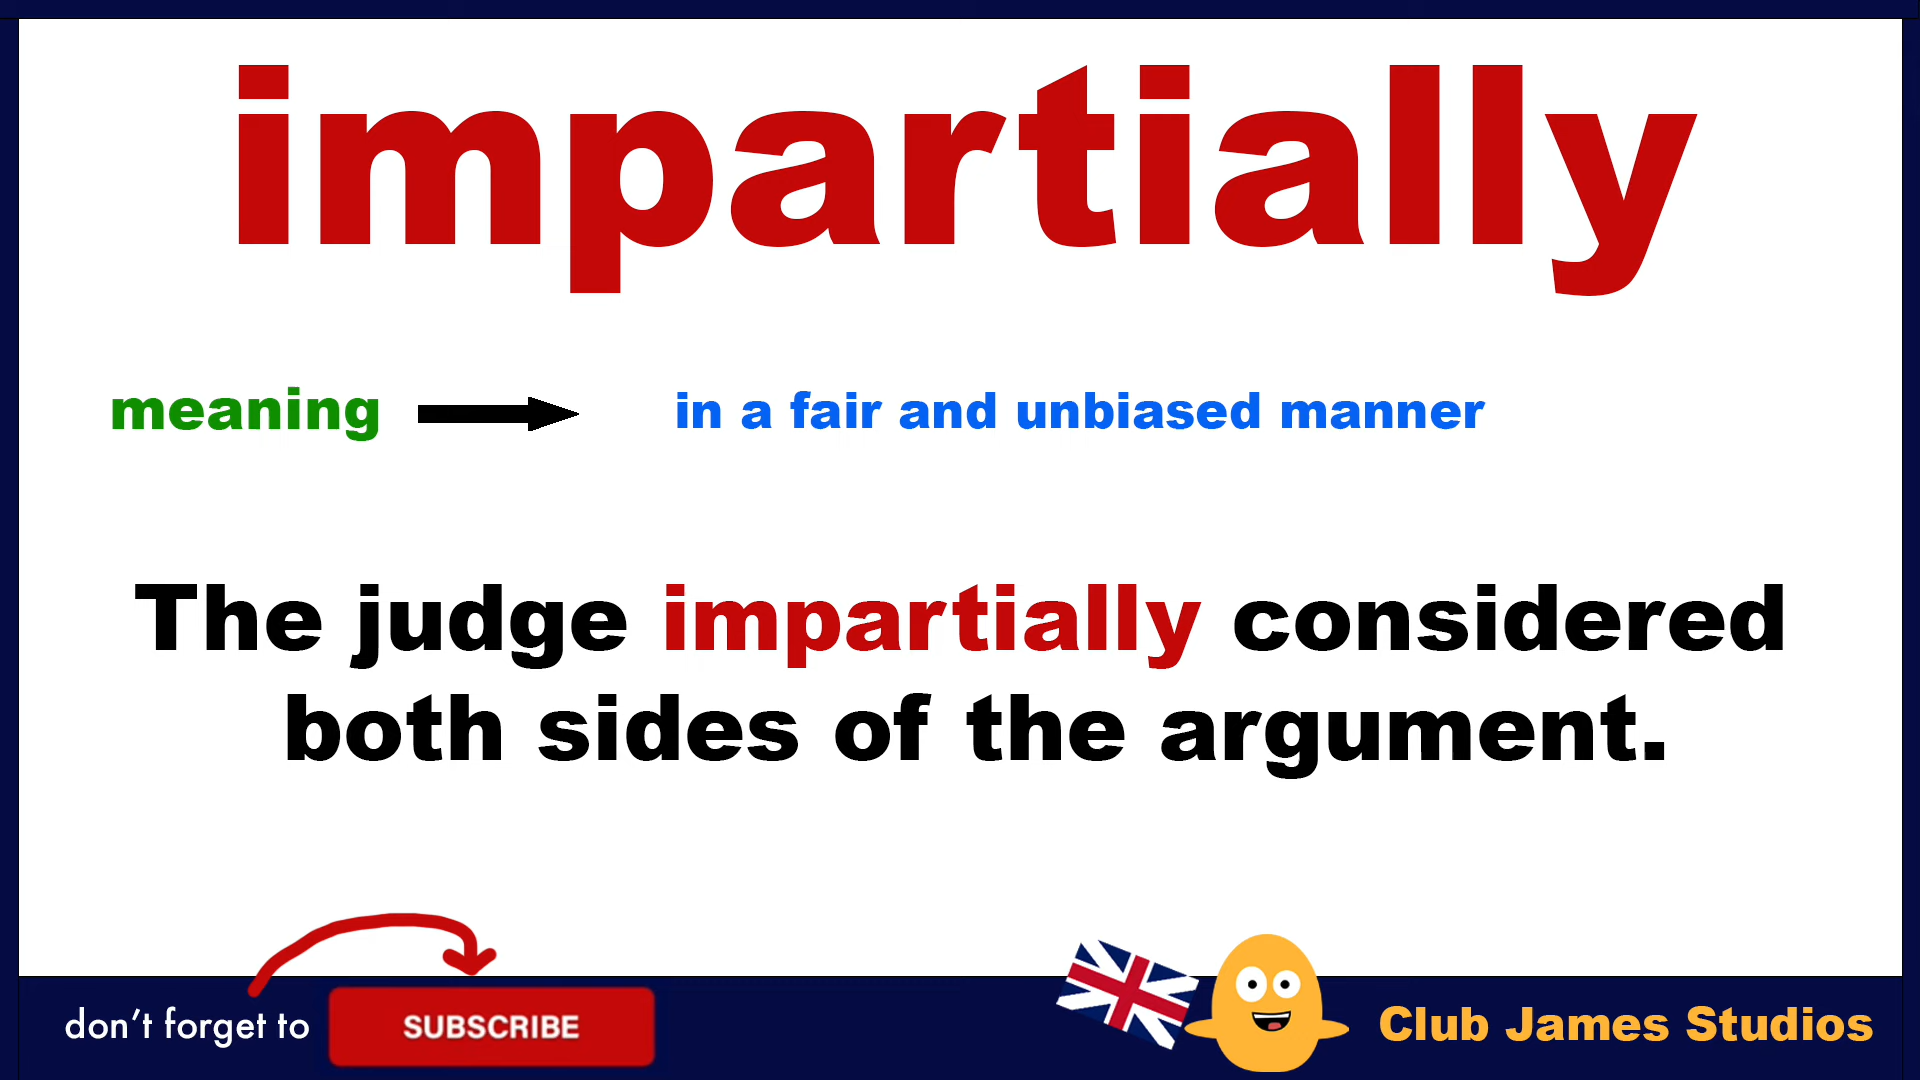 impartially
meaning
in a fair and unbiased manner
The judge impartially considered
both sides of the argument.
don't forget to
SUBSCRIBE
Club James Studios